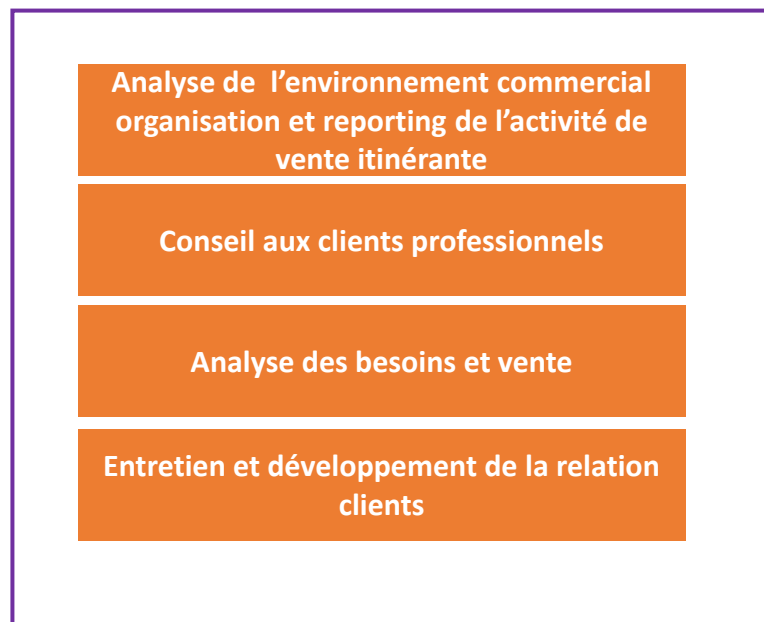 Analyse de  l’environnement commercial
organisation et reporting de l’activité de
vente itinérante
Conseil aux clients professionnels
Analyse des besoins et vente
Entretien et développement de la relation
clients